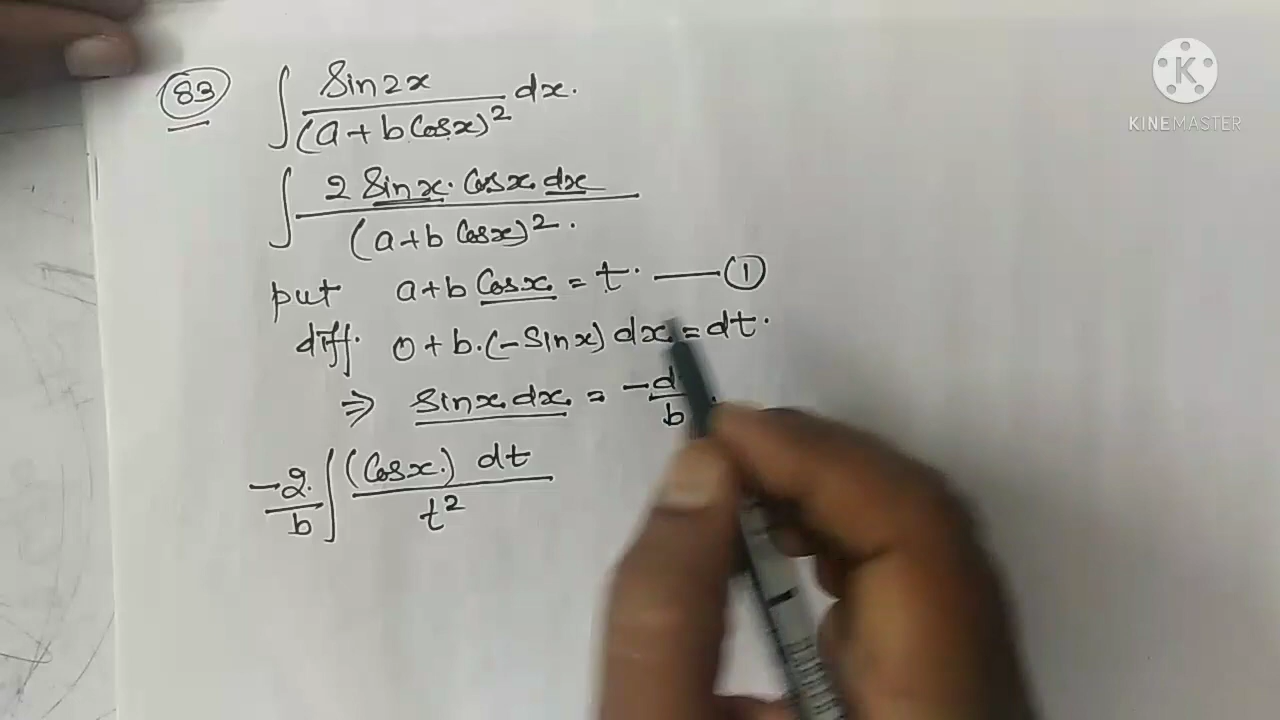 83 ∫ Sin2x / (a+b Cosx)² dx.
∫ 2 Sinx. Cosx. dx / (a+b Cosx)².
put a+b Cosx = t. —— ①
diff. 0 + b.(-Sinx) dx = dt.
⇒ Sinx. dx = -d / b
-2 / b ∫ (Cosx.) dt / t²
K
KINEMASTER